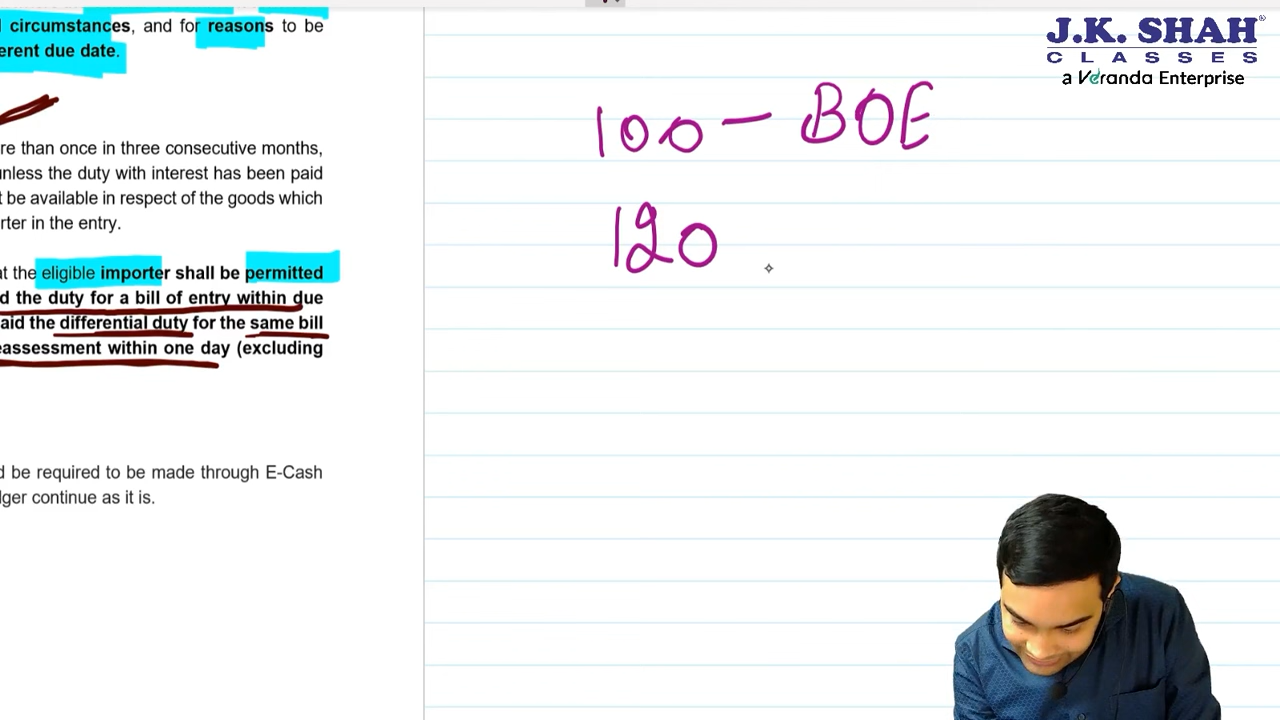 circumstances, and for reasons to be
erent due date.
re than once in three consecutive months,
unless the duty with interest has been paid
be available in respect of the goods which
rter in the entry.
at the eligible importer shall be permitted
d the duty for a bill of entry within due
aid the differential duty for the same bill
eassessment within one day (excluding
d be required to be made through E-Cash
dger continue as it is.
100 - BOE
120
J.K. SHAH®
CLASSES
a Veranda Enterprise